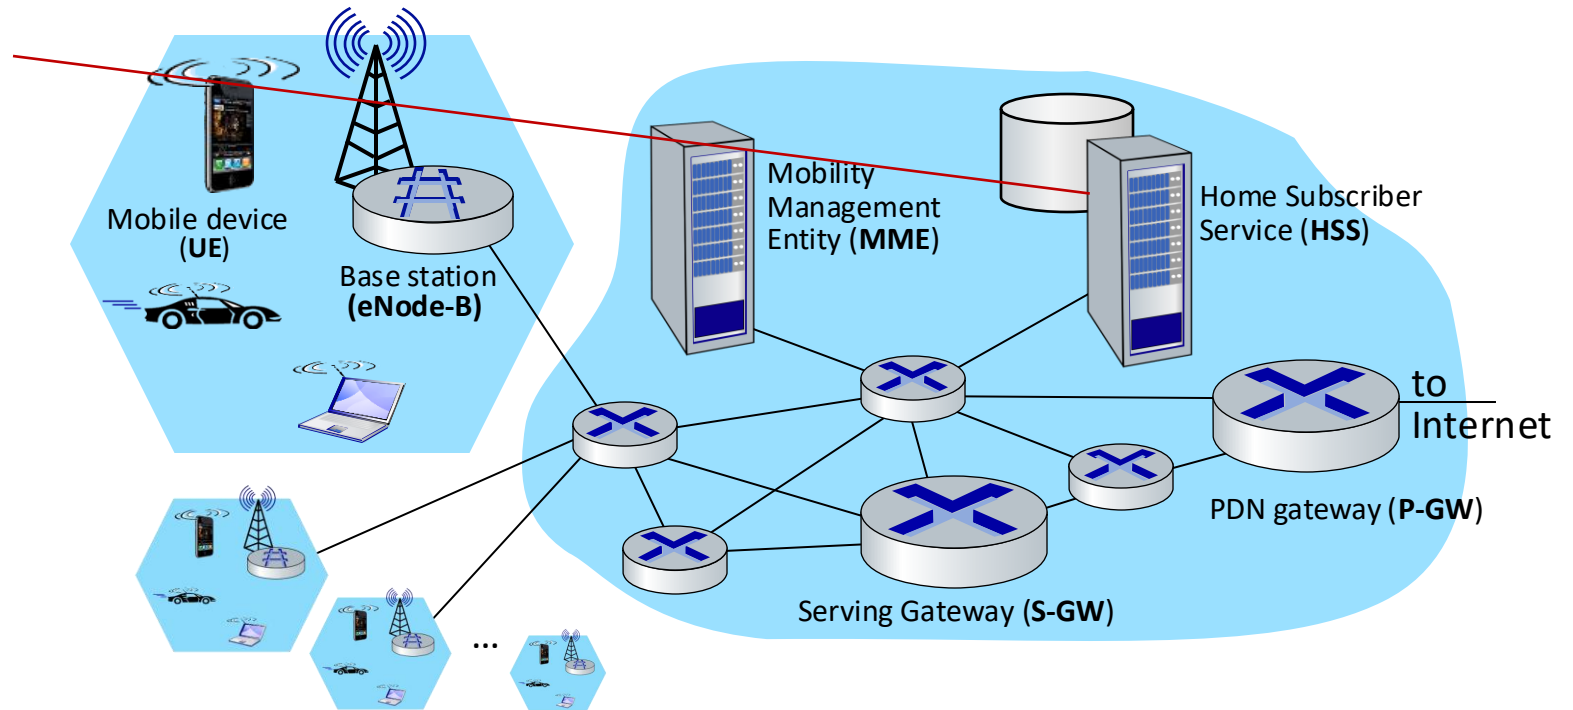 Mobile device
(UE)
Base station
(eNode-B)
Mobility
Management
Entity (MME)
Home Subscriber
Service (HSS)
to
Internet
PDN gateway (P-GW)
Serving Gateway (S-GW)
...